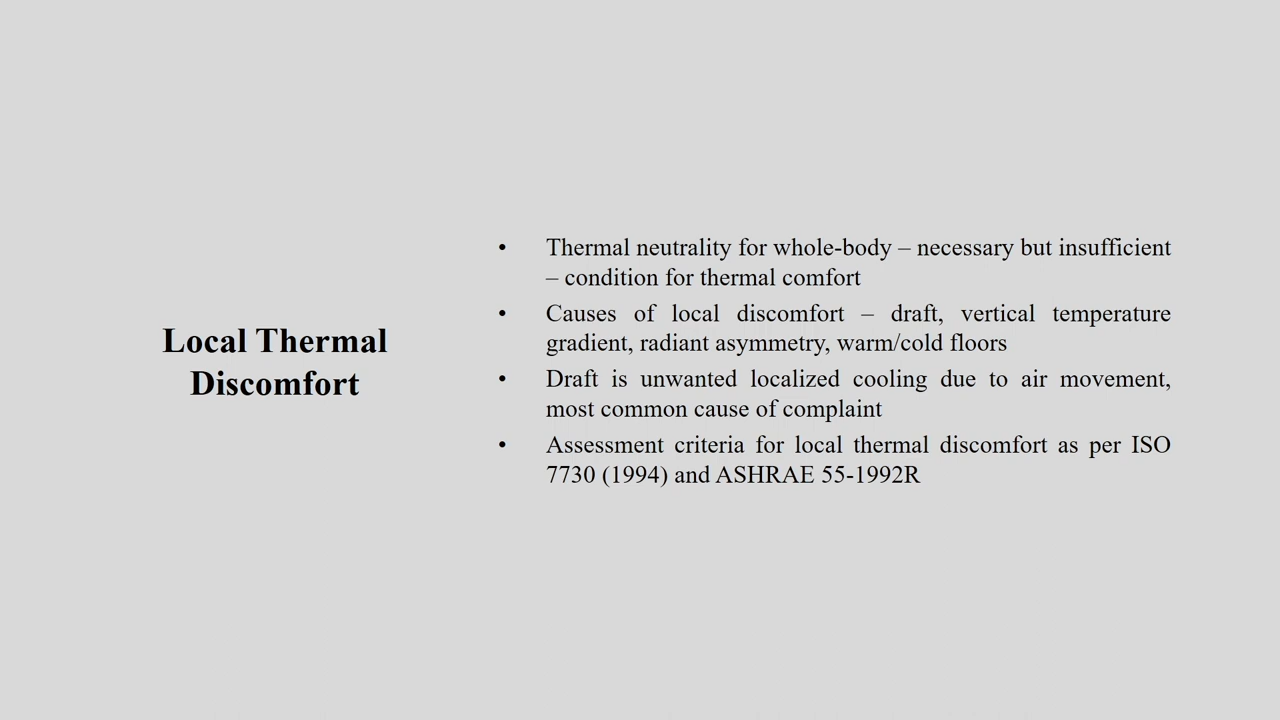 Local Thermal
Discomfort
• Thermal neutrality for whole-body – necessary but insufficient
– condition for thermal comfort
• Causes of local discomfort – draft, vertical temperature
gradient, radiant asymmetry, warm/cold floors
• Draft is unwanted localized cooling due to air movement,
most common cause of complaint
• Assessment criteria for local thermal discomfort as per ISO
7730 (1994) and ASHRAE 55-1992R